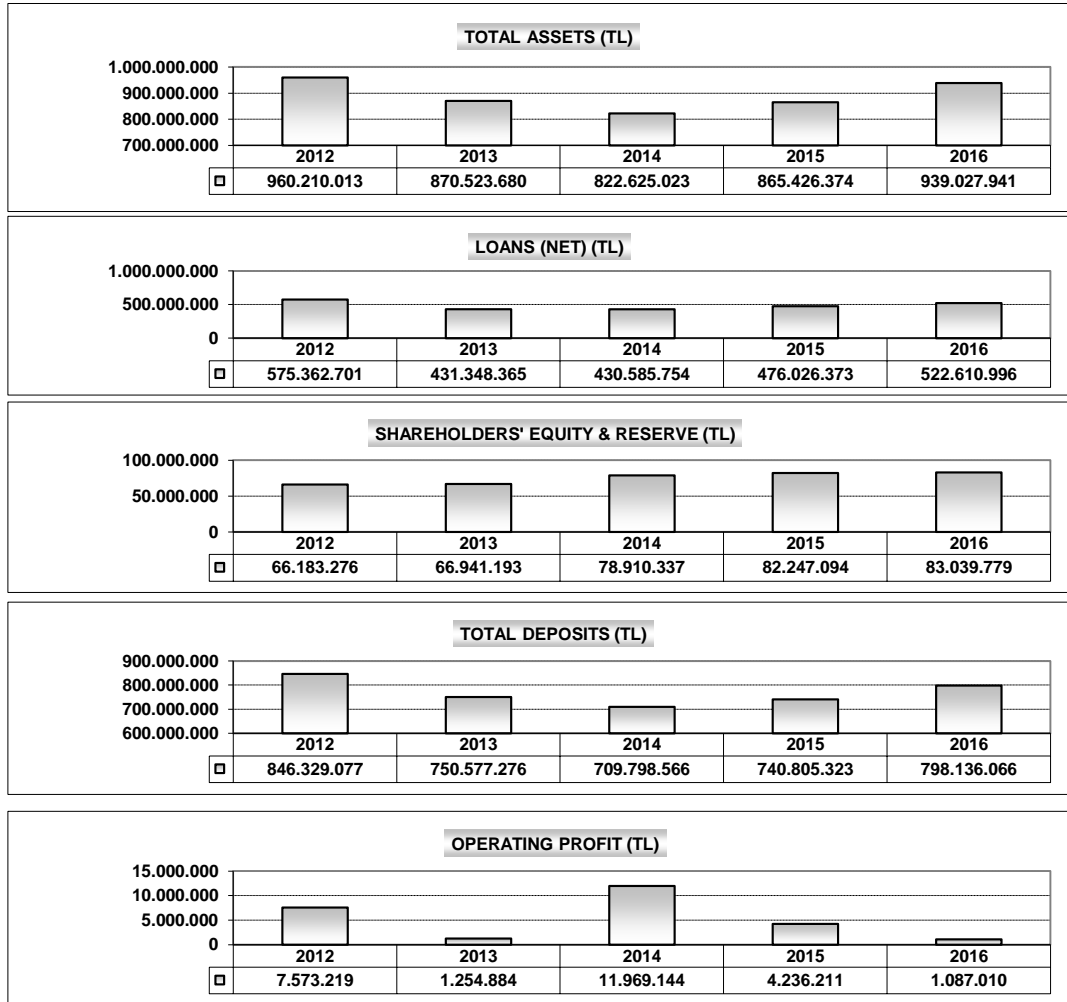 TOTAL ASSETS (TL)
1.000.000.000
900.000.000
800.000.000
700.000.000
2012 2013 2014 2015 2016
960.210.013 870.523.680 822.625.023 865.426.374 939.027.941
LOANS (NET) (TL)
1.000.000.000
500.000.000
0
2012 2013 2014 2015 2016
575.362.701 431.348.365 430.585.754 476.026.373 522.610.996
SHAREHOLDERS' EQUITY & RESERVE (TL)
100.000.000
50.000.000
0
2012 2013 2014 2015 2016
66.183.276 66.941.193 78.910.337 82.247.094 83.039.779
TOTAL DEPOSITS (TL)
900.000.000
800.000.000
700.000.000
600.000.000
2012 2013 2014 2015 2016
846.329.077 750.577.276 709.798.566 740.805.323 798.136.066
OPERATING PROFIT (TL)
15.000.000
10.000.000
5.000.000
0
2012 2013 2014 2015 2016
7.573.219 1.254.884 11.969.144 4.236.211 1.087.010